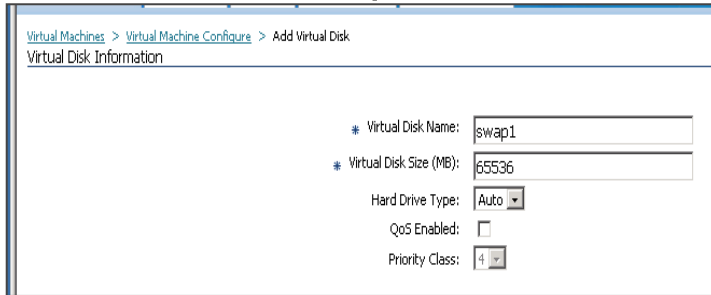 Virtual Machines > Virtual Machine Configure > Add Virtual Disk
Virtual Disk Information
* Virtual Disk Name: swap1
* Virtual Disk Size (MB): 65536
Hard Drive Type: Auto
QoS Enabled:
Priority Class: 4